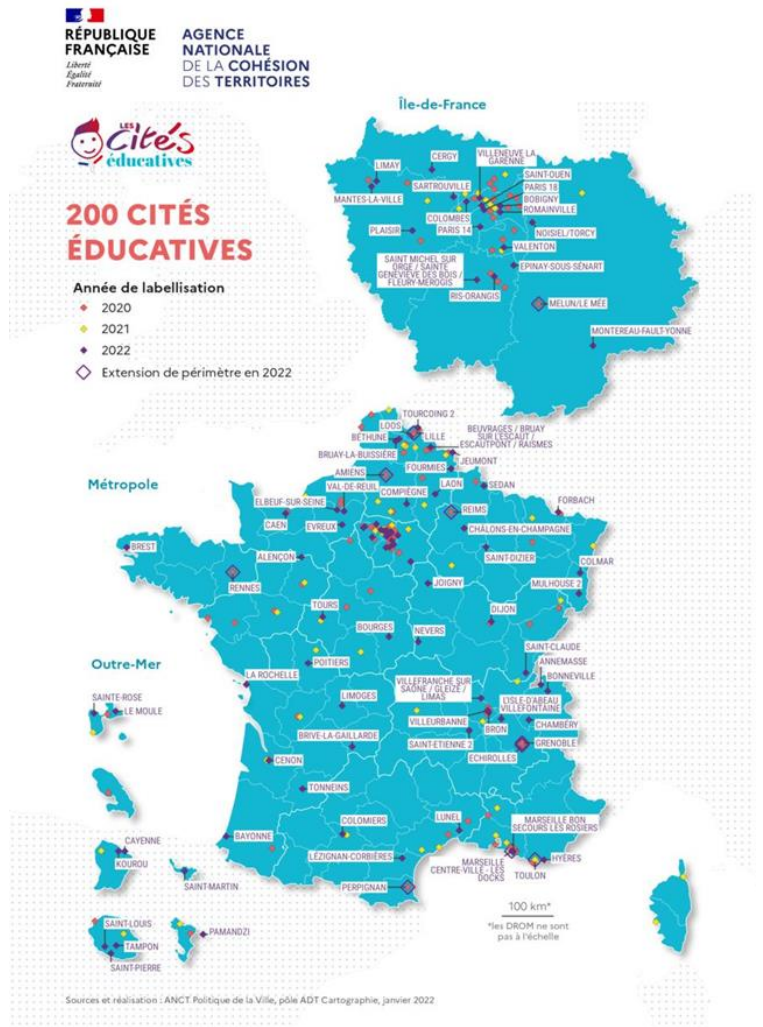 RÉPUBLIQUE
FRANÇAISE
Liberté
Égalité
Fraternité
AGENCE
NATIONALE
DE LA COHÉSION
DES TERRITOIRES
LES
Cités
éducatives
200 CITÉS
ÉDUCATIVES
Année de labellisation
2020
2021
2022
Extension de périmètre en 2022
Île-de-France
CERGY
VILLENEUVE LA
GARENNE
LIMAY
SAINT-OUEN
SARTROUVILLE
PARIS 18
MANTES-LA-VILLE
BOBIGNY
ROMAINVILLE
COLOMBES
PARIS 14
PLAISIR
NOISIEL/TORCY
VALENTON
SAINT MICHEL SUR
ORGE / SAINTE
GENEVIÈVE DES BOIS /
FLEURY-MEROGIS
EPINAY-SOUS-SÉNART
RIS-ORANGIS
MELUN/LE MÉE
MONTEREAU-FAULT-YONNE
Métropole
TOURCOING 2
LOOS
LILLE
BÉTHUNE
BEUVRAGES / BRUAY
SUR L'ESCAUT /
ESCAUTPONT / RAISMES
BRUAY-LA-BUISSIÈRE
JEUMONT
FOURMIES
AMIENS
LAON
SEDAN
VAL-DE-REUIL
COMPIÈGNE
ELBEUF-SUR-SEINE
REIMS
FORBACH
CAEN
EVREUX
CHÂLONS-EN-CHAMPAGNE
BREST
ALENÇON
SAINT-DIZIER
COLMAR
RENNES
JOIGNY
MULHOUSE 2
TOURS
DIJON
BOURGES
NEVERS
SAINT-CLAUDE
POITIERS
ANNEMASSE
BONNEVILLE
LA ROCHELLE
VILLEFRANCHE SUR
SAÔNE / GLEIZE /
LIMAS
LIMOGES
L'ISLE-D'ABEAU
VILLEFONTAINE
VILLEURBANNE
BRON
CHAMBÉRY
BRIVE-LA-GAILLARDE
SAINT-ETIENNE 2
GRENOBLE
ECHIROLLES
CENON
TONNEINS
COLOMIERS
LUNEL
MARSEILLE BON
SECOURS LES ROSIERS
BAYONNE
LÉZIGNAN-CORBIÈRES
MARSEILLE
CENTRE-VILLE - LES
DOCKS
HYÈRES
TOULON
PERPIGNAN
Outre-Mer
SAINTE-ROSE
LE MOULE
CAYENNE
KOUROU
SAINT-MARTIN
SAINT-LOUIS
PAMANDZI
TAMPON
SAINT-PIERRE
100 km*
*les DROM ne sont
pas à l'échelle
Sources et réalisation : ANCT Politique de la Ville, pôle ADT Cartographie, janvier 2022